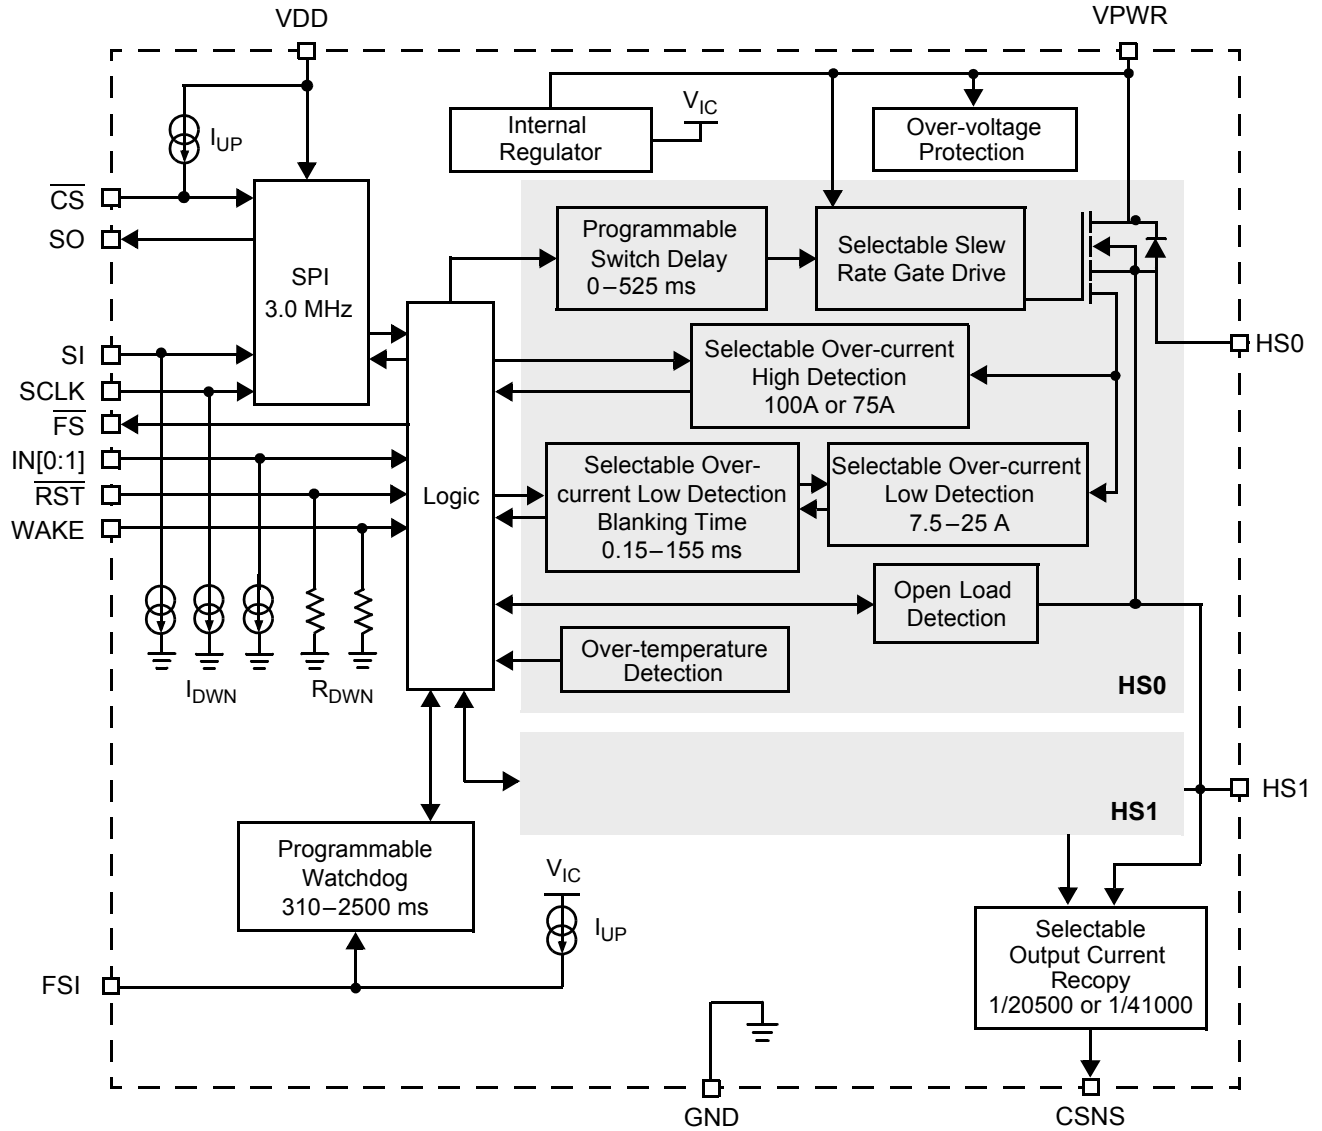 VDD
VPWR
V_IC
Internal
Regulator
Over-voltage
Protection
I_UP
CS
SO
SPI
3.0 MHz
Programmable
Switch Delay
0–525 ms
Selectable Slew
Rate Gate Drive
SI
SCLK
FS
IN[0:1]
RST
WAKE
Logic
Selectable Over-current
High Detection
100A or 75A
HS0
Selectable Over-
current Low Detection
Blanking Time
0.15–155 ms
Selectable Over-current
Low Detection
7.5–25 A
Open Load
Detection
Over-temperature
Detection
HS0
I_DWN
R_DWN
HS1
HS1
Programmable
Watchdog
310–2500 ms
V_IC
I_UP
FSI
Selectable
Output Current
Recopy
1/20500 or 1/41000
GND
CSNS